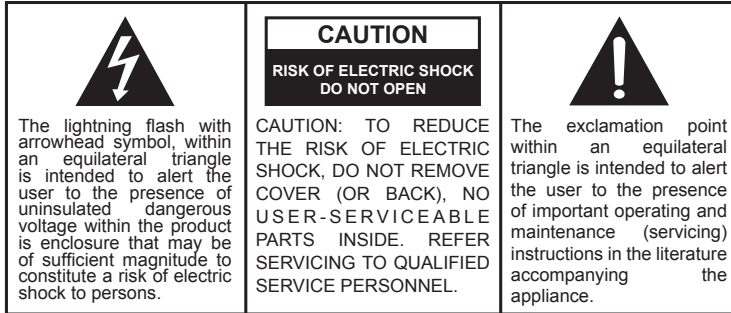 The lightning flash with
arrowhead symbol, within
an equilateral triangle
is intended to alert the
user to the presence of
uninsulated dangerous
voltage within the product
is enclosure that may be
of sufficient magnitude to
constitute a risk of electric
shock to persons.
CAUTION
RISK OF ELECTRIC SHOCK
DO NOT OPEN
CAUTION: TO REDUCE
THE RISK OF ELECTRIC
SHOCK, DO NOT REMOVE
COVER (OR BACK), NO
USER-SERVICEABLE
PARTS INSIDE. REFER
SERVICING TO QUALIFIED
SERVICE PERSONNEL.
The exclamation point
within an equilateral
triangle is intended to alert
the user to the presence
of important operating and
maintenance (servicing)
instructions in the literature
accompanying the
appliance.